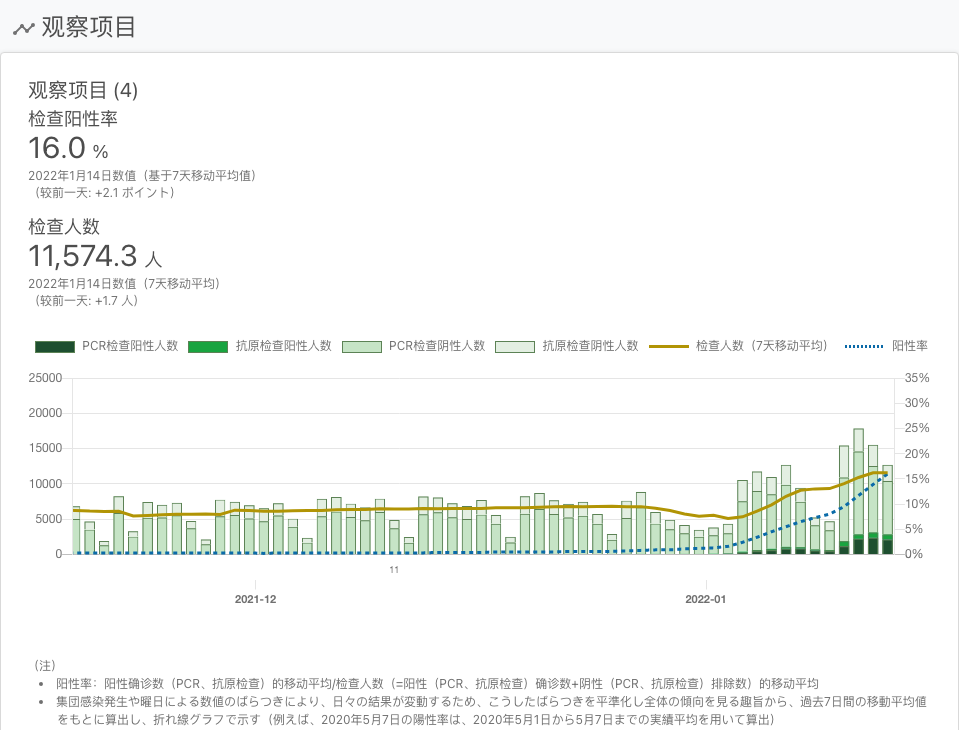 观察项目
观察项目 (4)
检查阳性率
16.0 %
2022年1月14日数值（基于7天移动平均值）
（较前一天: +2.1 ポイント）
检查人数
11,574.3 人
2022年1月14日数值（7天移动平均）
（较前一天: +1.7 人）
PCR检查阳性人数 抗原检查阳性人数 PCR检查阴性人数 抗原检查阴性人数 检查人数（7天移动平均） 阳性率
25000 35%
20000 30%
15000 25%
10000 20%
5000 15%
0 10%
5%
0%
11
2021-12 2022-01
（注）
• 阳性率：阳性确诊数（PCR、抗原检查）的移动平均/检查人数（=阳性（PCR、抗原检查）确诊数+阴性（PCR、抗原检查）排除数）的移动平均
• 集団感染発生や曜日による数値のばらつきにより、日々の結果が変動するため、こうしたばらつきを平準化し全体の傾向を見る趣旨から、過去7日間の移動平均値
をもとに算出し、折れ線グラフで示す（例えば、2020年5月7日の陽性率は、2020年5月1日から5月7日までの実績平均を用いて算出）